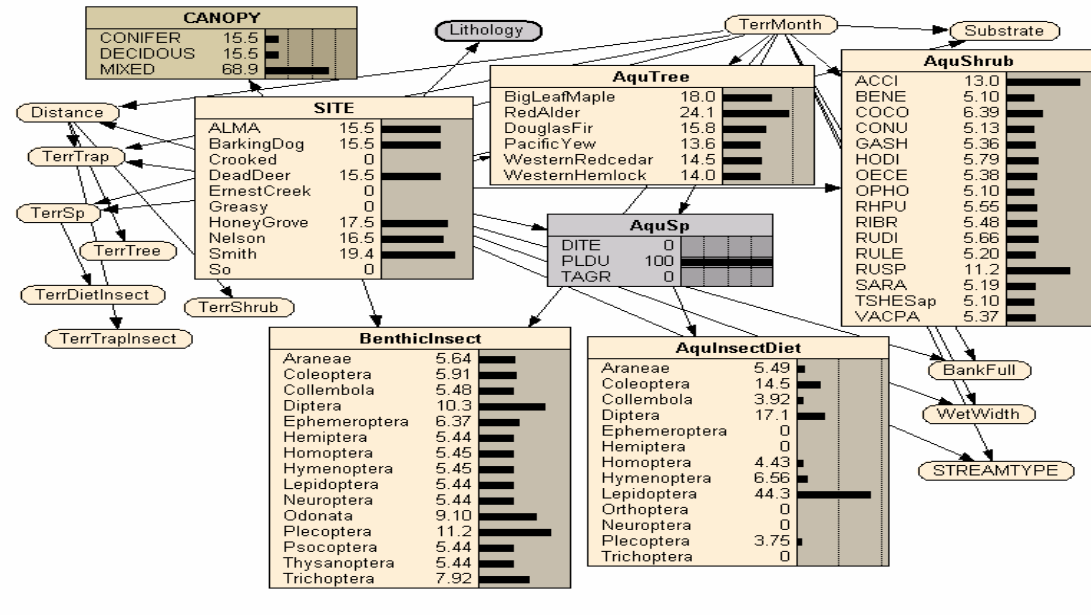 CANOPY
CONIFER 15.5
DECIDOUS 15.5
MIXED 68.9
Lithology
TerrMonth
Substrate
AquTree
BigLeafMaple 18.0
RedAlder 24.1
DouglasFir 15.8
PacificYew 13.6
WesternRedcedar 14.5
WesternHemlock 14.0
AquShrub
ACCI 13.0
BENE 5.10
COCO 6.39
CONU 5.13
GASH 5.36
HODI 5.79
OECE 5.38
OPHO 5.10
RHPU 5.55
RIBR 5.48
RUDI 5.66
RULE 5.20
RUSP 11.2
SARA 5.19
TSHESap 5.10
VACPA 5.37
Distance
TerrTrap
TerrSp
TerrTree
TerrDietInsect
TerrShrub
TerrTrapInsect
SITE
ALMA 15.5
BarkingDog 15.5
Crooked 0
DeadDeer 15.5
ErnestCreek 0
Greasy 0
HoneyGrove 17.5
Nelson 16.5
Smith 19.4
So 0
AquSp
DITE 0
PLDU 100
TAGR 0
BenthicInsect
Araneae 5.64
Coleoptera 5.91
Collembola 5.48
Diptera 10.3
Ephemeroptera 6.37
Hemiptera 5.44
Homoptera 5.45
Hymenoptera 5.45
Lepidoptera 5.44
Neuroptera 5.44
Odonata 9.10
Plecoptera 11.2
Psocoptera 5.44
Thysanoptera 5.44
Trichoptera 7.92
AquInsectDiet
Araneae 5.49
Coleoptera 14.5
Collembola 3.92
Diptera 17.1
Ephemeroptera 0
Hemiptera 0
Homoptera 4.43
Hymenoptera 6.56
Lepidoptera 44.3
Orthoptera 0
Neuroptera 0
Plecoptera 3.75
Trichoptera 0
BankFull
WetWidth
STREAMTYPE